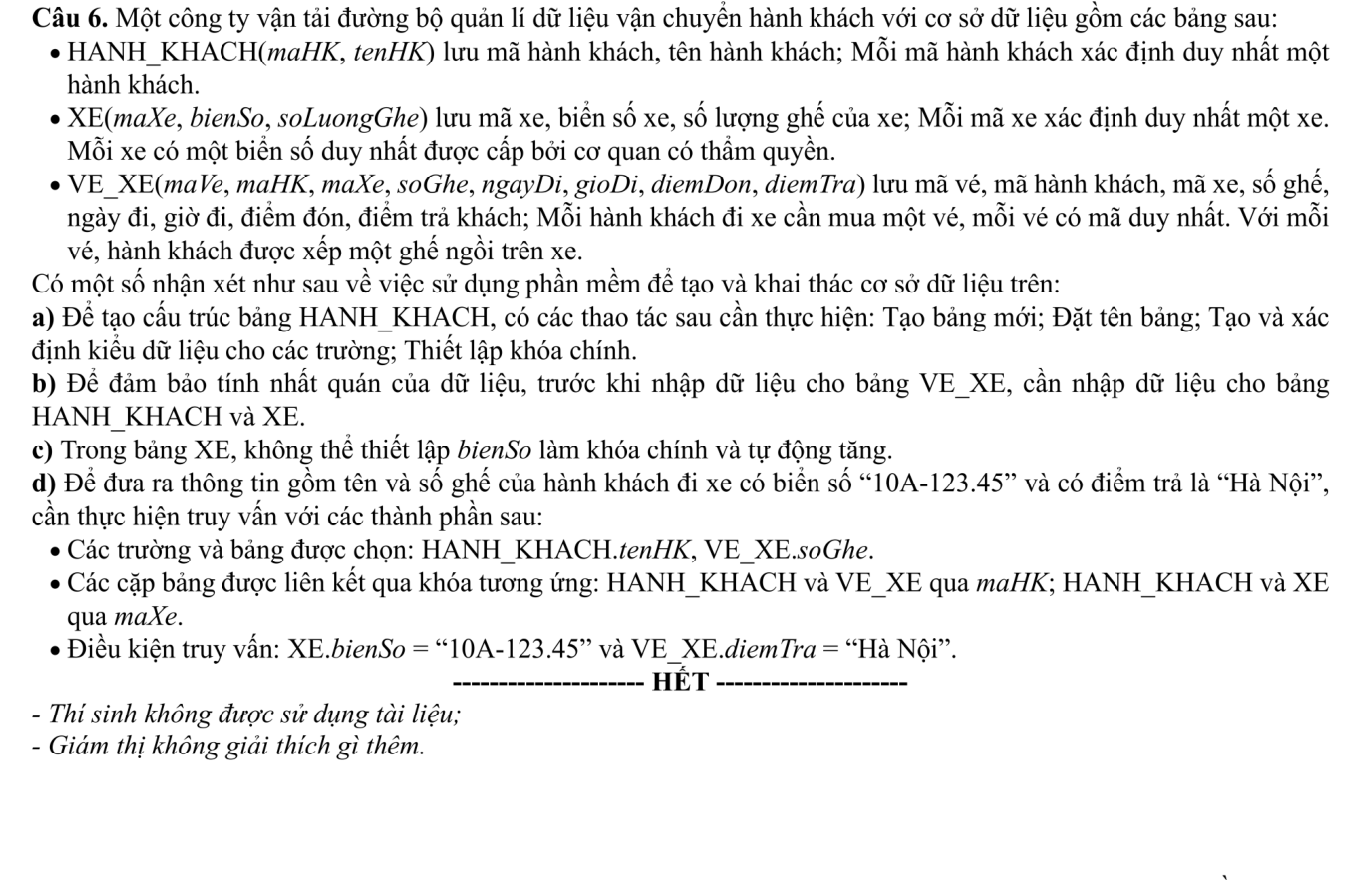 Câu 6. Một công ty vận tải đường bộ quản lí dữ liệu vận chuyển hành khách với cơ sở dữ liệu gồm các bảng sau:
• HANH_KHACH(maHK, tenHK) lưu mã hành khách, tên hành khách; Mỗi mã hành khách xác định duy nhất một
hành khách.
• XE(maXe, bienSo, soLuongGhe) lưu mã xe, biển số xe, số lượng ghế của xe; Mỗi mã xe xác định duy nhất một xe.
Mỗi xe có một biển số duy nhất được cấp bởi cơ quan có thẩm quyền.
• VE_XE(maVe, maHK, maXe, soGhe, ngayDi, gioDi, diemDon, diemTra) lưu mã vé, mã hành khách, mã xe, số ghế,
ngày đi, giờ đi, điểm đón, điểm trả khách; Mỗi hành khách đi xe cần mua một vé, mỗi vé có mã duy nhất. Với mỗi
vé, hành khách được xếp một ghế ngồi trên xe.
Có một số nhận xét như sau về việc sử dụng phần mềm để tạo và khai thác cơ sở dữ liệu trên:
a) Để tạo cấu trúc bảng HANH_KHACH, có các thao tác sau cần thực hiện: Tạo bảng mới; Đặt tên bảng; Tạo và xác
định kiểu dữ liệu cho các trường; Thiết lập khóa chính.
b) Để đảm bảo tính nhất quán của dữ liệu, trước khi nhập dữ liệu cho bảng VE_XE, cần nhập dữ liệu cho bảng
HANH_KHACH và XE.
c) Trong bảng XE, không thể thiết lập bienSo làm khóa chính và tự động tăng.
d) Để đưa ra thông tin gồm tên và số ghế của hành khách đi xe có biển số “10A-123.45” và có điểm trả là “Hà Nội”,
cần thực hiện truy vấn với các thành phần sau:
• Các trường và bảng được chọn: HANH_KHACH.tenHK, VE_XE.soGhe.
• Các cặp bảng được liên kết qua khóa tương ứng: HANH_KHACH và VE_XE qua maHK; HANH_KHACH và XE
qua maXe.
• Điều kiện truy vấn: XE.bienSo = “10A-123.45” và VE_XE.diemTra = “Hà Nội”.
--------------------- HẾT ---------------------
- Thí sinh không được sử dụng tài liệu;
- Giám thị không giải thích gì thêm.